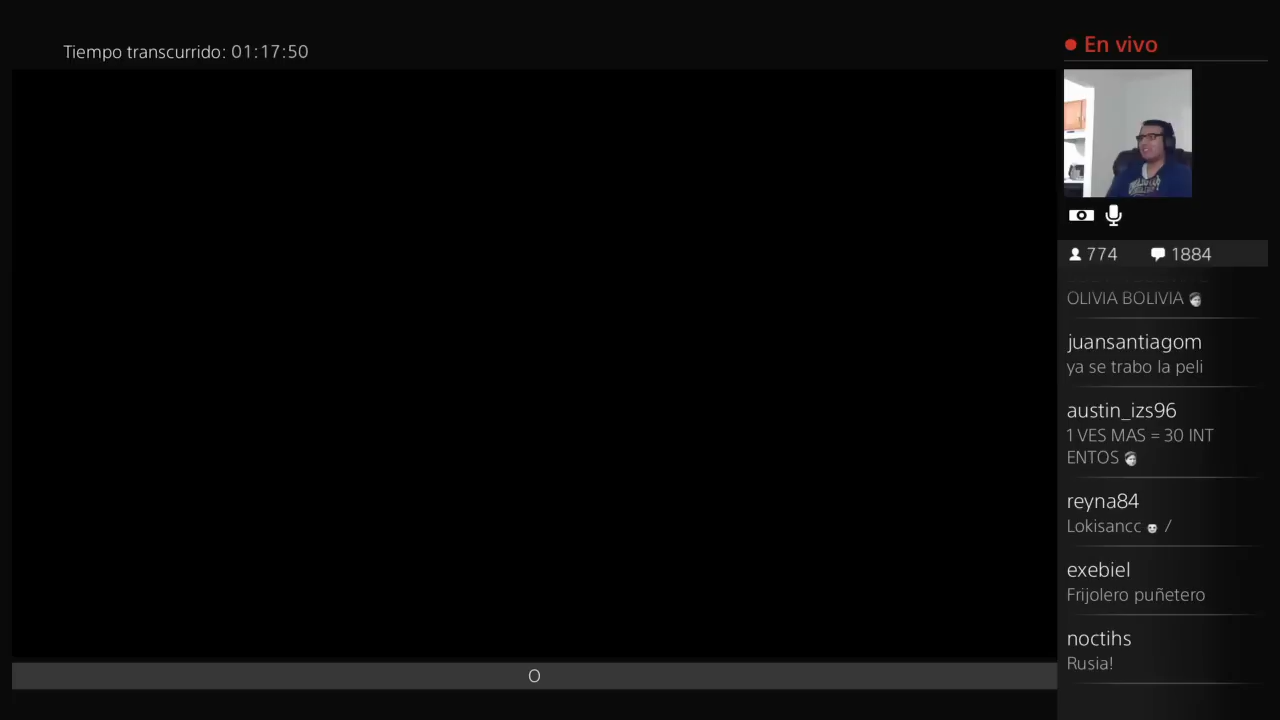 Tiempo transcurrido: 01:17:50
En vivo
774 1884
OLIVIA BOLIVIA
juansantiagom
ya se trabo la peli
austin_izs96
1 VES MAS = 30 INT
ENTOS
reyna84
Lokisancc /
exebiel
Frijolero puñetero
noctihs
Rusia!
O